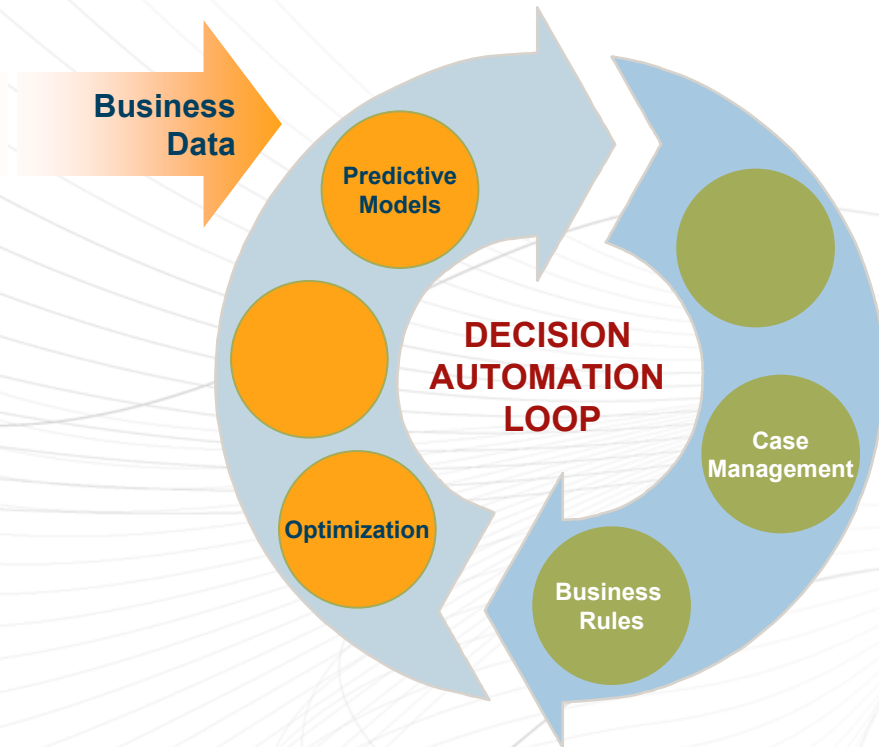 Business
Data
Predictive
Models
DECISION
AUTOMATION
LOOP
Case
Management
Optimization
Business
Rules